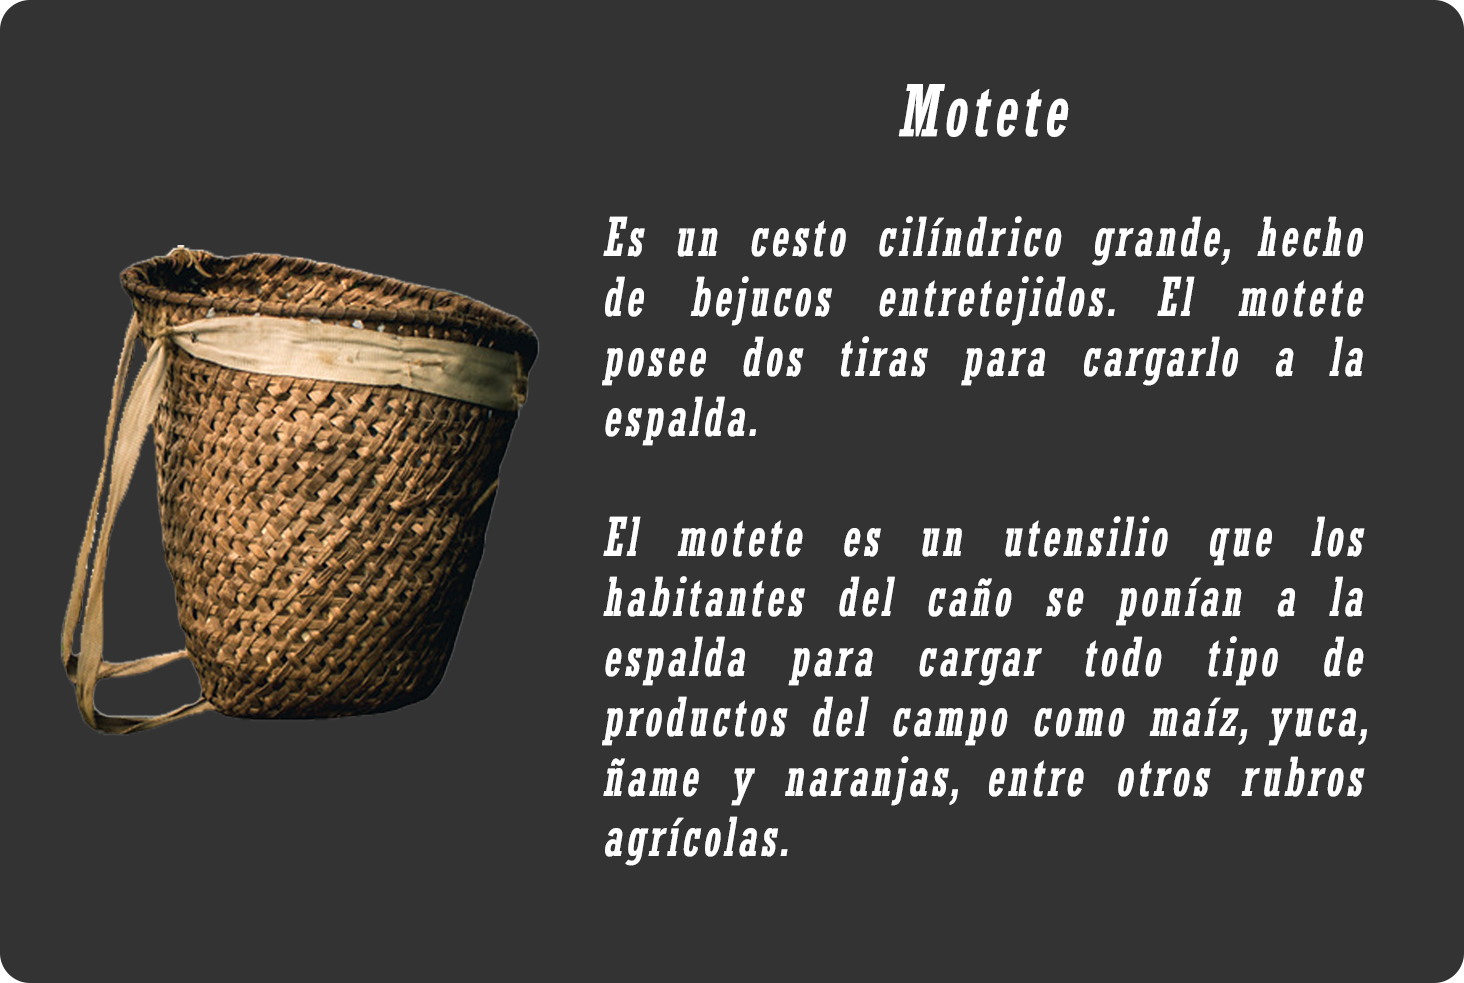 Motete
Es un cesto cilíndrico grande, hecho
de bejucos entretejidos. El motete
posee dos tiras para cargarlo a la
espalda.
El motete es un utensilio que los
habitantes del caño se ponían a la
espalda para cargar todo tipo de
productos del campo como maíz, yuca,
ñame y naranjas, entre otros rubros
agrícolas.